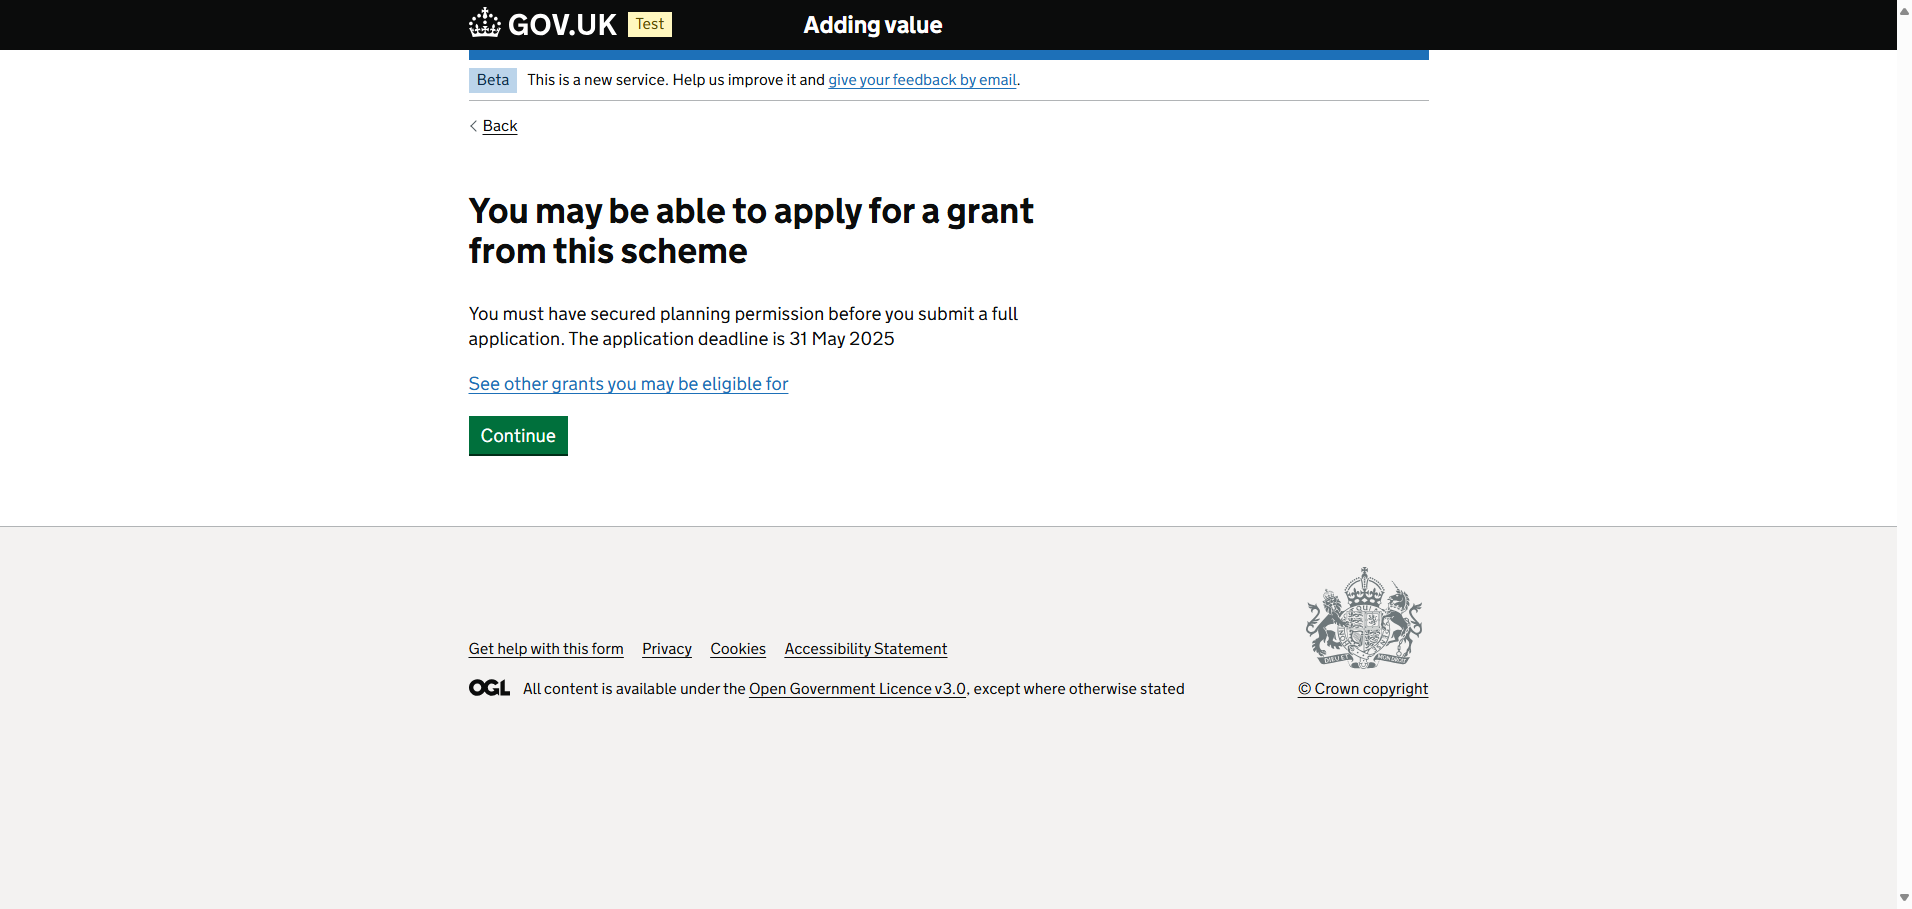 GOV.UK Test Adding value
Beta This is a new service. Help us improve it and give your feedback by email.
Back
You may be able to apply for a grant
from this scheme
You must have secured planning permission before you submit a full
application. The application deadline is 31 May 2025
See other grants you may be eligible for
Continue
Get help with this form Privacy Cookies Accessibility Statement
OGL All content is available under the Open Government Licence v3.0, except where otherwise stated
© Crown copyright